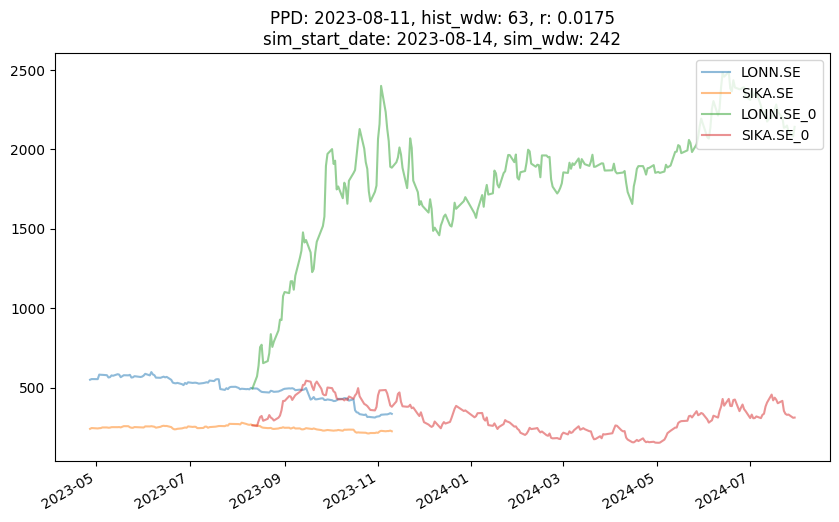 PPD: 2023-08-11, hist_wdw: 63, r: 0.0175
sim_start_date: 2023-08-14, sim_wdw: 242
2500
2000
1500
1000
500
LONN.SE
SIKA.SE
LONN.SE_0
SIKA.SE_0
2023-05
2023-07
2023-09
2023-11
2024-01
2024-03
2024-05
2024-07